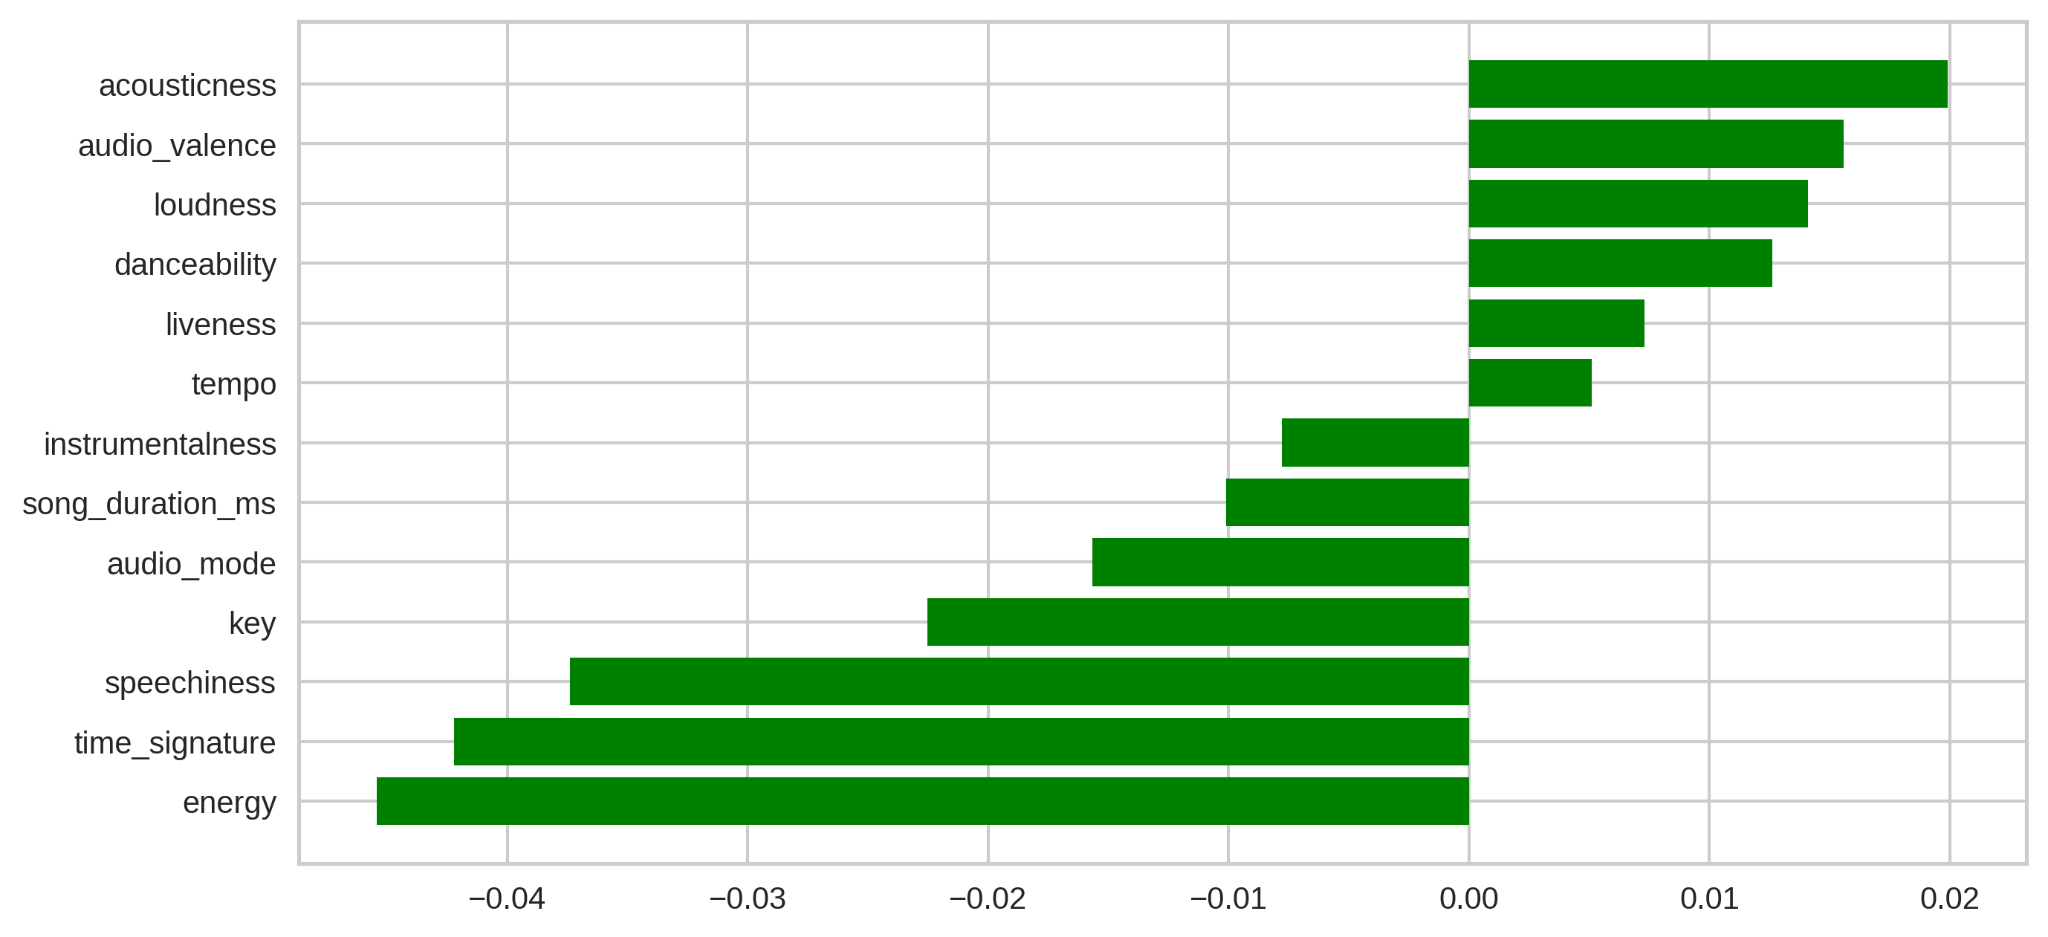 acousticness
audio_valence
loudness
danceability
liveness
tempo
instrumentalness
song_duration_ms
audio_mode
key
speechiness
time_signature
energy
−0.04 −0.03 −0.02 −0.01 0.00 0.01 0.02